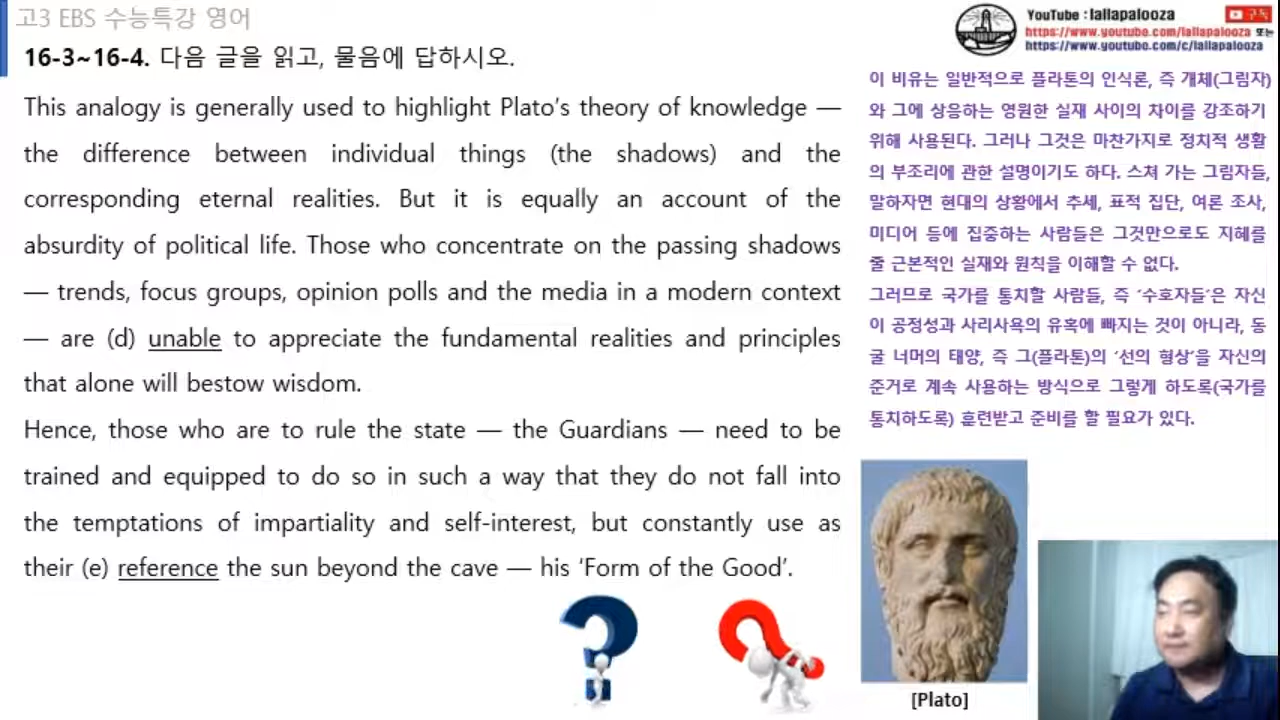 고3 EBS 수능특강 영어
16-3~16-4. 다음 글을 읽고, 물음에 답하시오.
This analogy is generally used to highlight Plato's theory of knowledge —
the difference between individual things (the shadows) and the
corresponding eternal realities. But it is equally an account of the
absurdity of political life. Those who concentrate on the passing shadows
— trends, focus groups, opinion polls and the media in a modern context
— are (d) unable to appreciate the fundamental realities and principles
that alone will bestow wisdom.
Hence, those who are to rule the state — the Guardians — need to be
trained and equipped to do so in such a way that they do not fall into
the temptations of impartiality and self-interest, but constantly use as
their (e) reference the sun beyond the cave — his 'Form of the Good'.
YouTube : lallapalooza
구독
https://www.youtube.com/lallapalooza 또는
https://www.youtube.com/c/lallapalooza
이 비유는 일반적으로 플라톤의 인식론, 즉 개체(그림자)
와 그에 상응하는 영원한 실재 사이의 차이를 강조하기
위해 사용된다. 그러나 그것은 마찬가지로 정치적 생활
의 부조리에 관한 설명이기도 하다. 스쳐 가는 그림자들,
말하자면 현대의 상황에서 추세, 표적 집단, 여론 조사,
미디어 등에 집중하는 사람들은 그것만으로도 지혜를
줄 근본적인 실재와 원칙을 이해할 수 없다.
그러므로 국가를 통치할 사람들, 즉 '수호자들'은 자신
이 공정성과 사리사욕의 유혹에 빠지는 것이 아니라, 동
굴 너머의 태양, 즉 그(플라톤)의 '선의 형상'을 자신의
준거로 계속 사용하는 방식으로 그렇게 하도록(국가를
통치하도록) 훈련받고 준비를 할 필요가 있다.
[Plato]